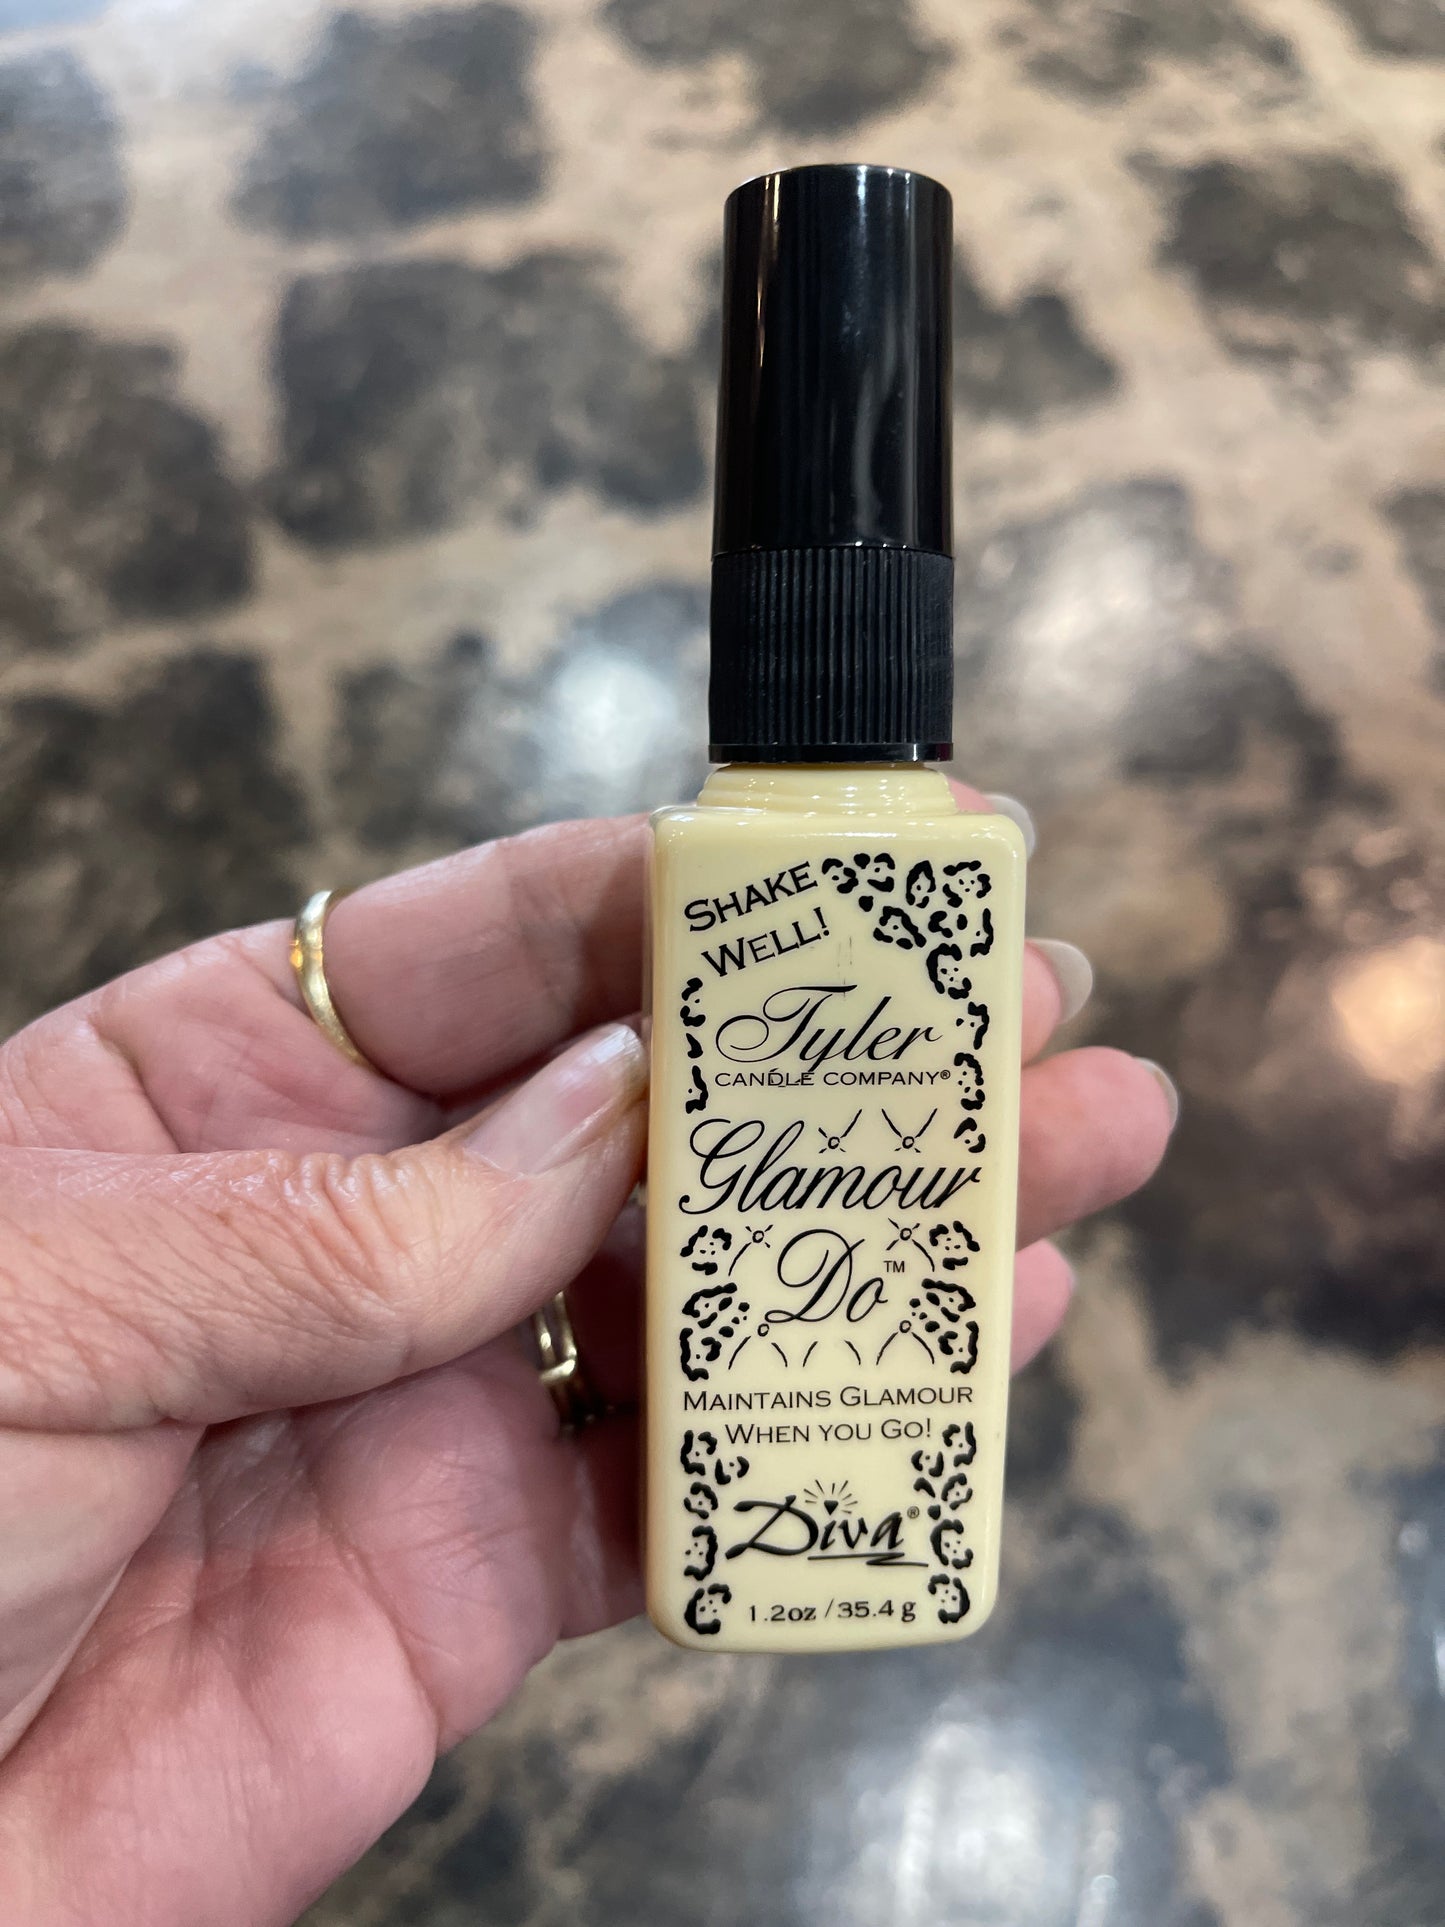 SHAKE
WELL!
Tyler
CANDLE COMPANY®
Glamour
Do™
MAINTAINS GLAMOUR
WHEN YOU GO!
Diva®
1.2oz / 35.4 g